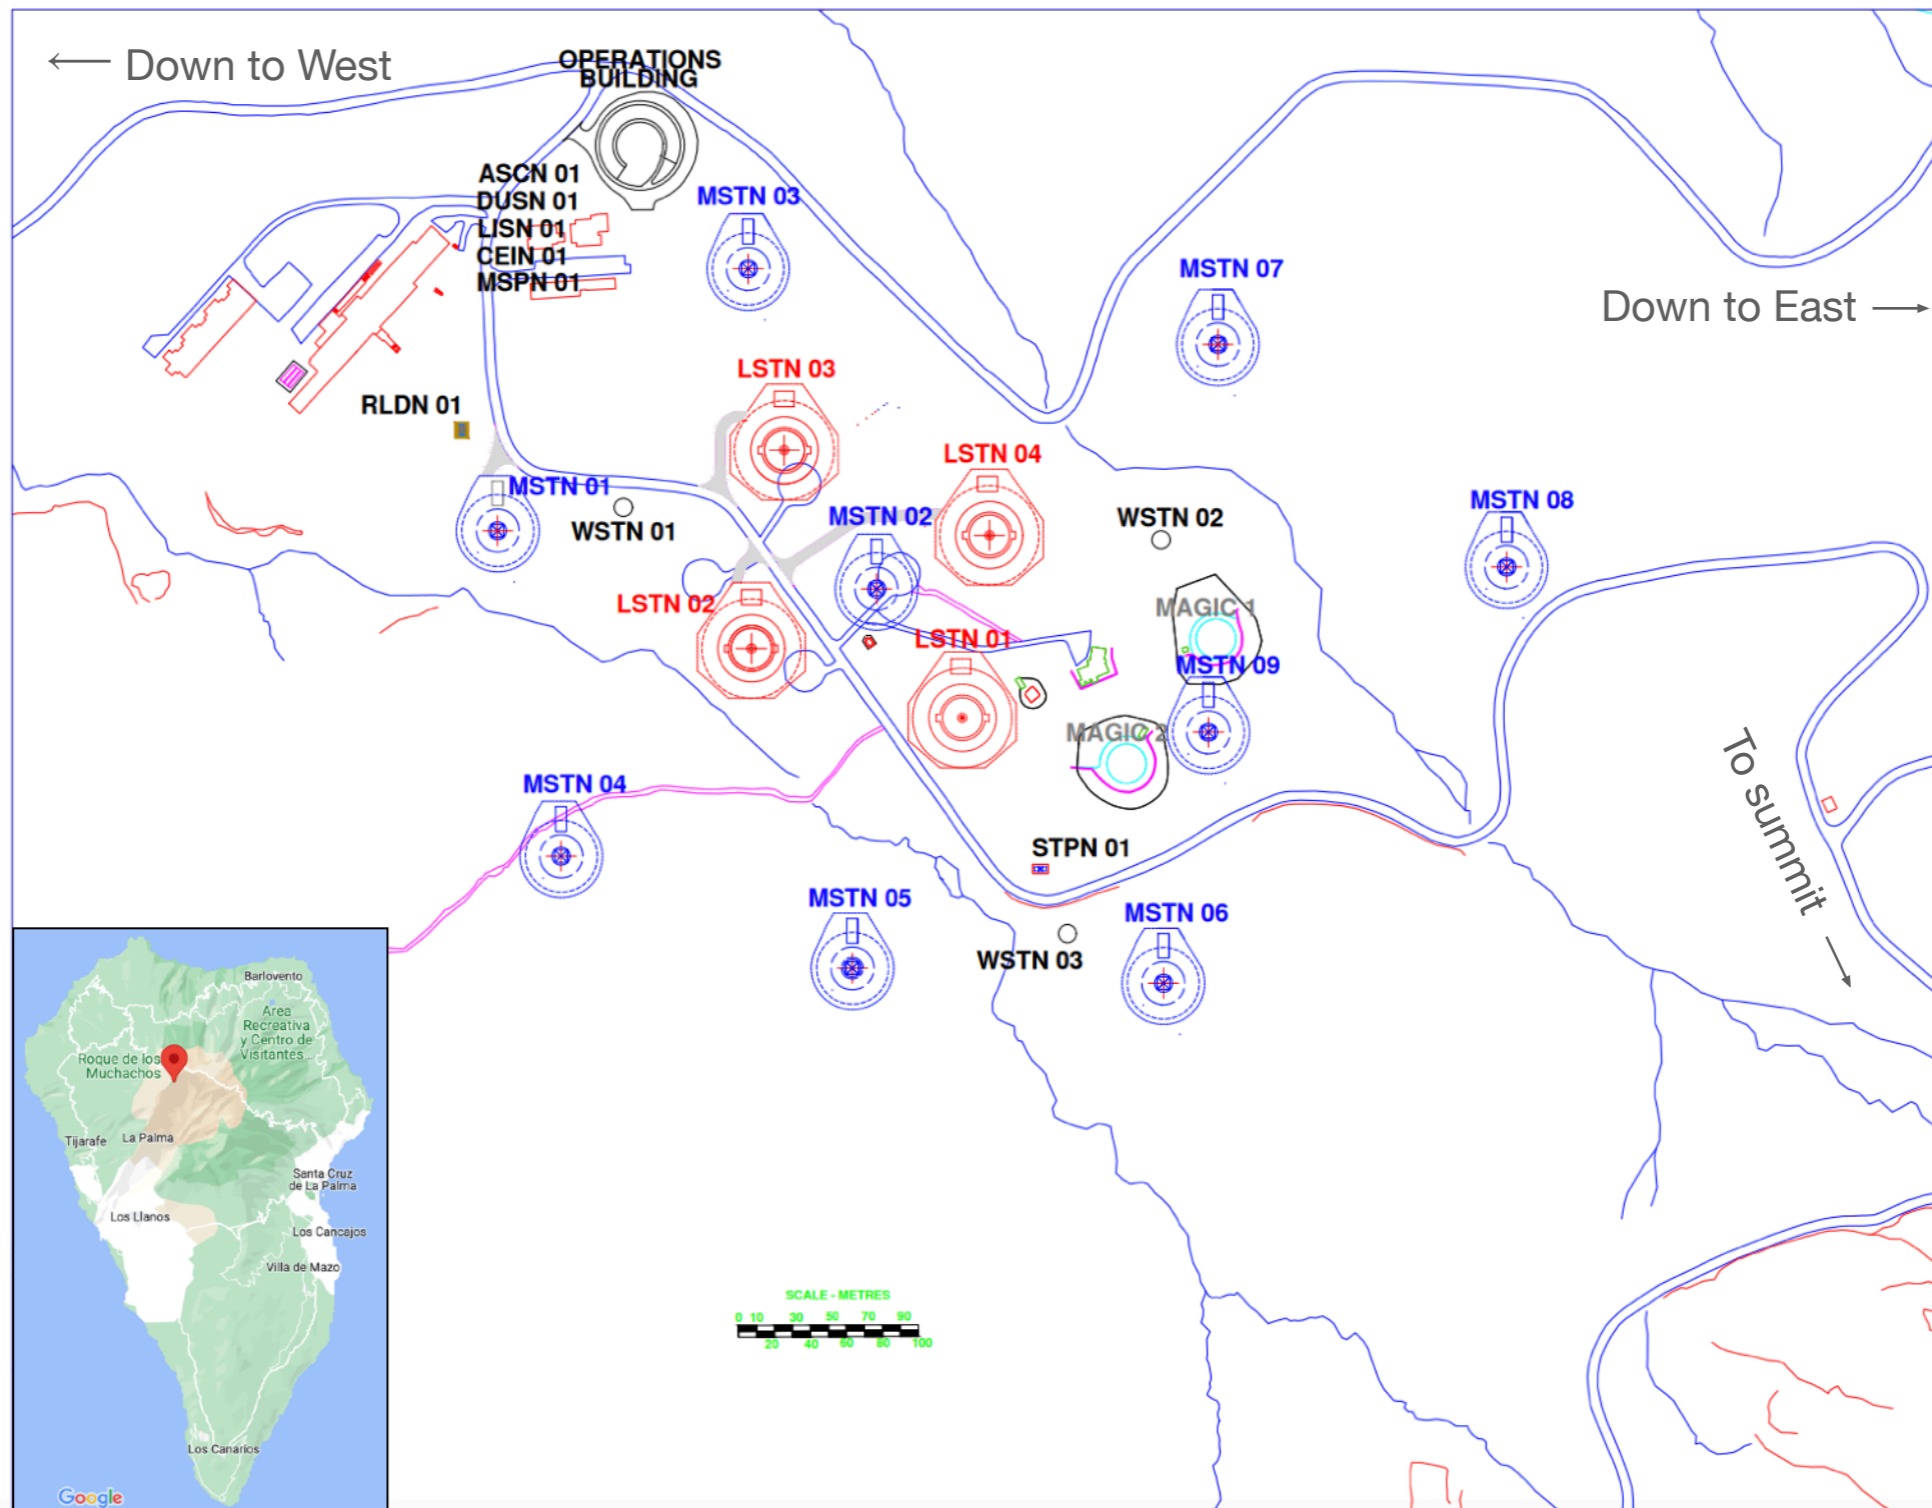 Down to West
OPERATIONS
BUILDING
ASCN 01
DUSN 01
LISN 01
CEIN 01
MSPN 01
MSTN 03
MSTN 07
Down to East
LSTN 03
RLDN 01
LSTN 04
MSTN 01
WSTN 01
MSTN 02
WSTN 02
MSTN 08
LSTN 02
MAGIC 1
LSTN 01
MSTN 09
MAGIC 2
To summit
MSTN 04
STPN 01
MSTN 05
MSTN 06
WSTN 03
Barlovento
Area
Recreativa
y Centro de
Visitantes...
Roque de los
Muchachos
Tijarafe
La Palma
Santa Cruz
de La Palma
Los Llanos
Los Cancajos
Villa de Mazo
Los Canarios
Google
SCALE - METRES
0 10 30 50 70 90
20 40 60 80 100